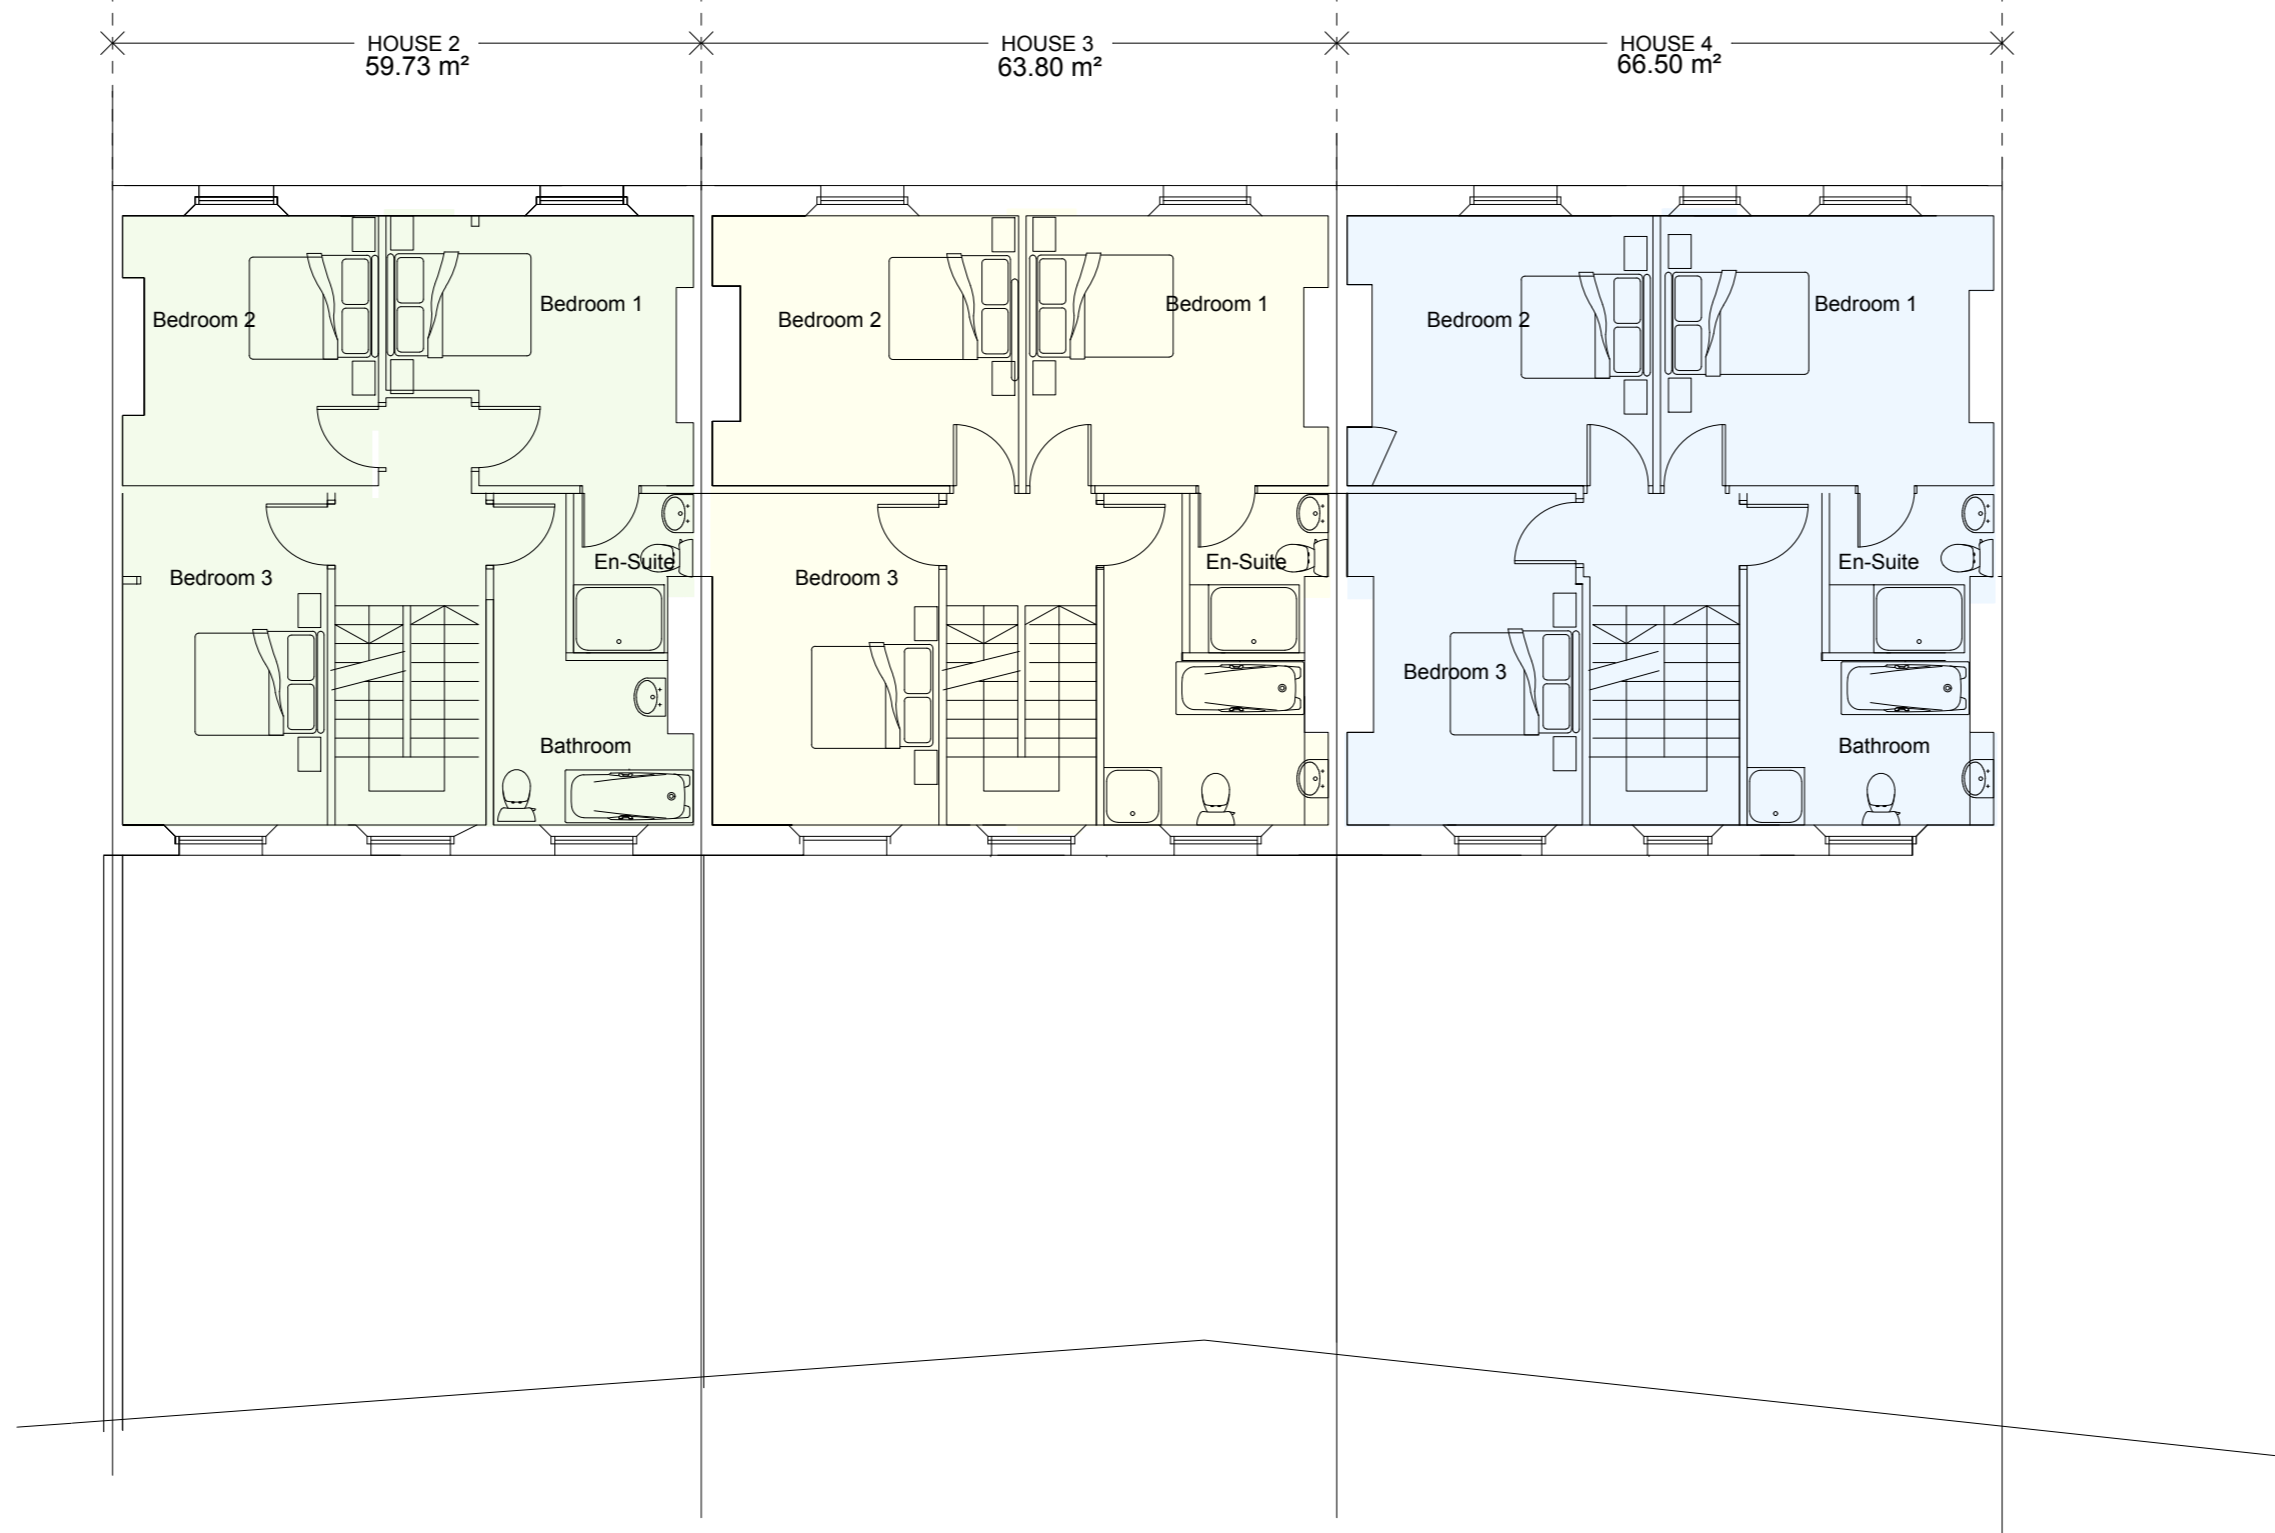 HOUSE 2
59.73 m²
HOUSE 3
63.80 m²
HOUSE 4
66.50 m²
Bedroom 2
Bedroom 1
Bedroom 3
En-Suite
Bathroom
Bedroom 2
Bedroom 1
Bedroom 3
En-Suite
Bedroom 2
Bedroom 1
Bedroom 3
En-Suite
Bathroom